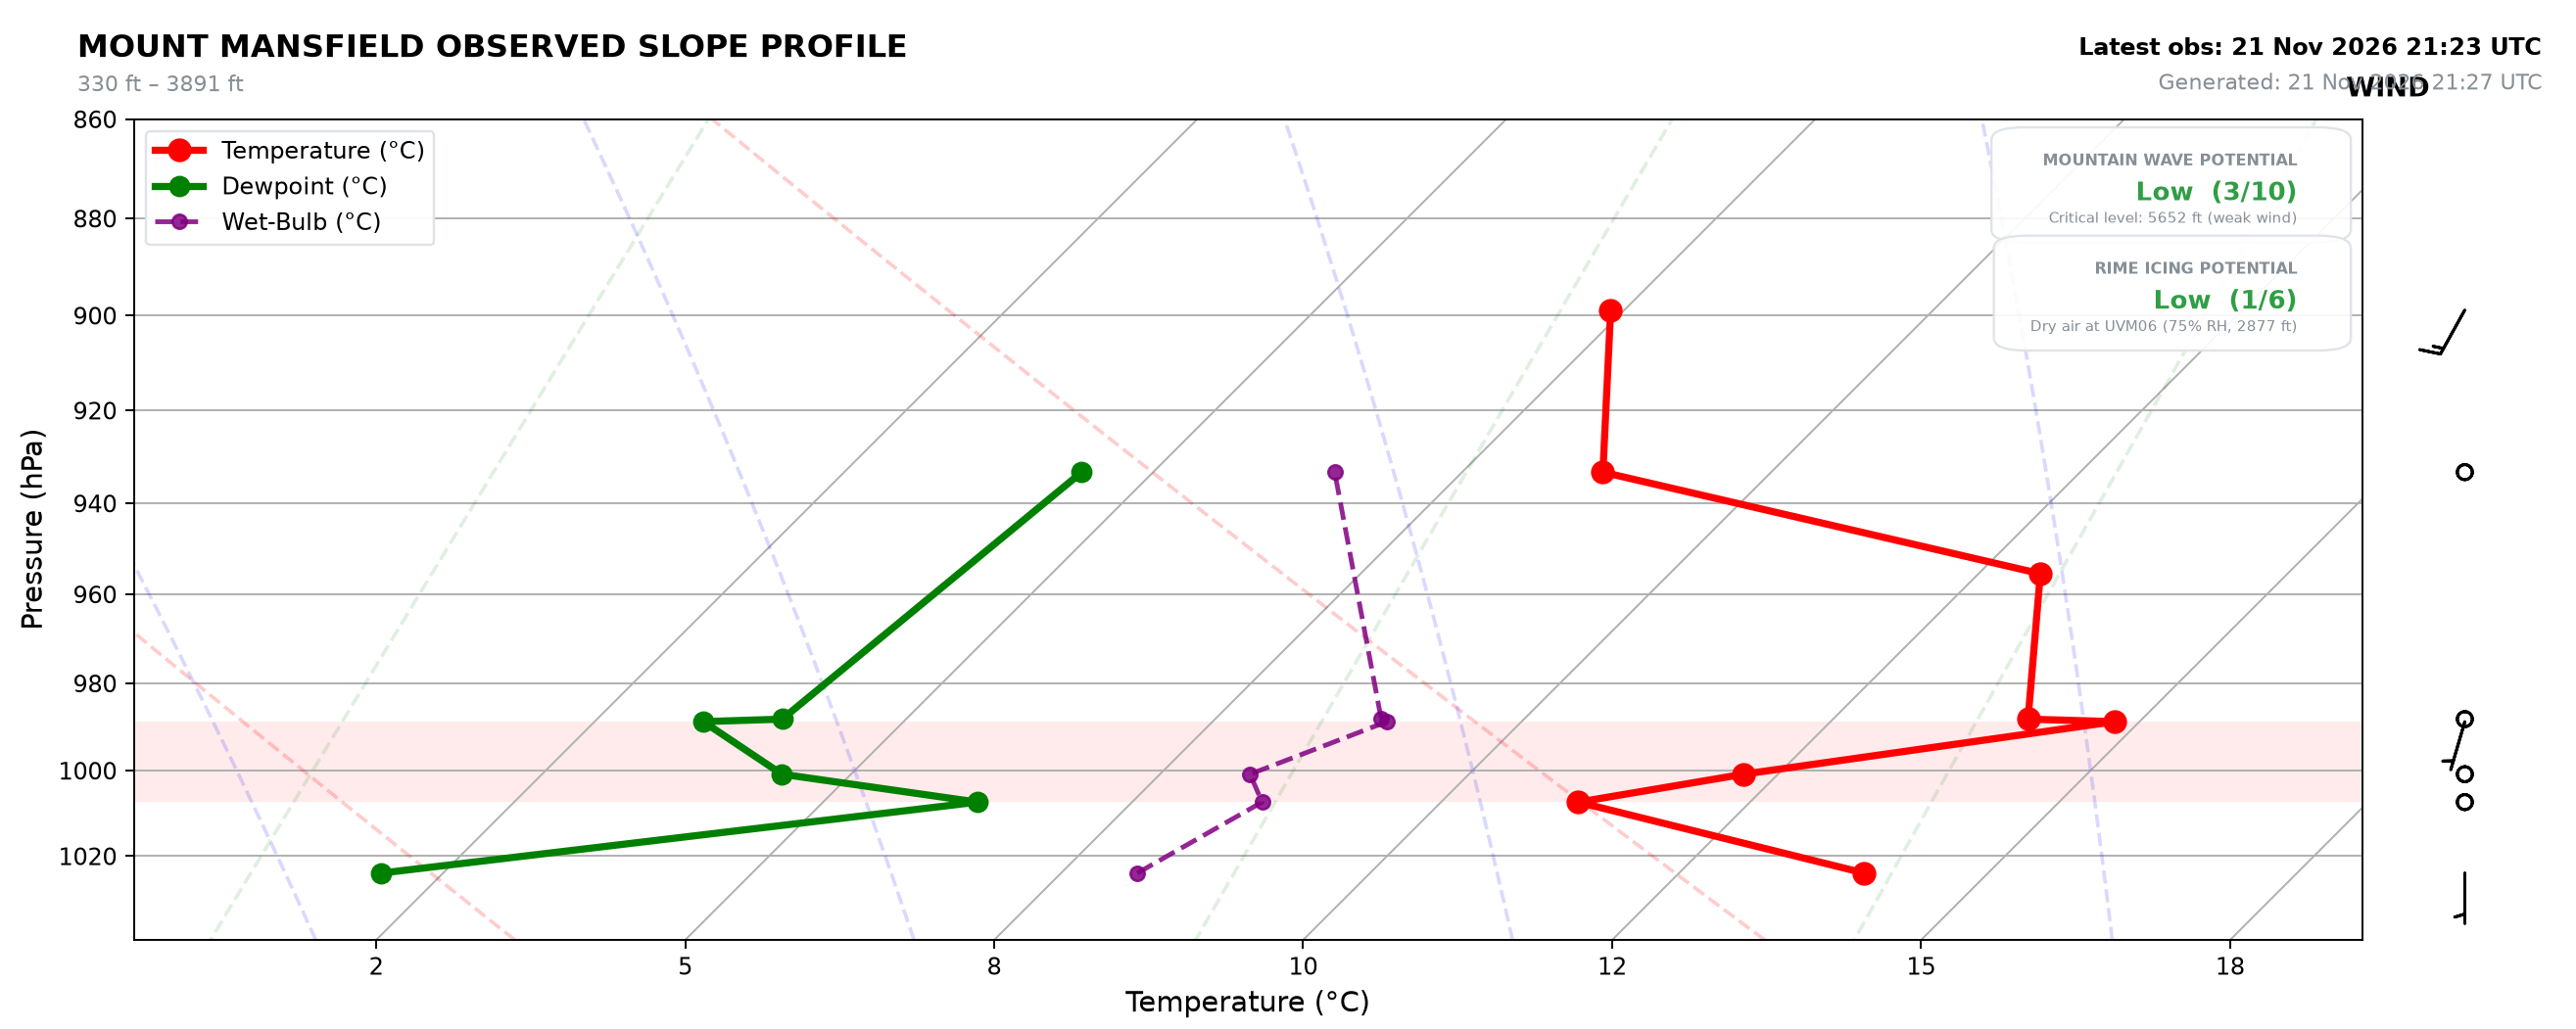 MOUNT MANSFIELD OBSERVED SLOPE PROFILE
330 ft – 3891 ft
Latest obs: 21 Nov 2026 21:23 UTC
Generated: 21 Nov 2026 21:27 UTC
WIND
Temperature (°C)
Dewpoint (°C)
Wet-Bulb (°C)
MOUNTAIN WAVE POTENTIAL
Low (3/10)
Critical level: 5652 ft (weak wind)
RIME ICING POTENTIAL
Low (1/6)
Dry air at UVM06 (75% RH, 2877 ft)
Pressure (hPa)
860
880
900
920
940
960
980
1000
1020
2 5 8 10 12 15 18
Temperature (°C)